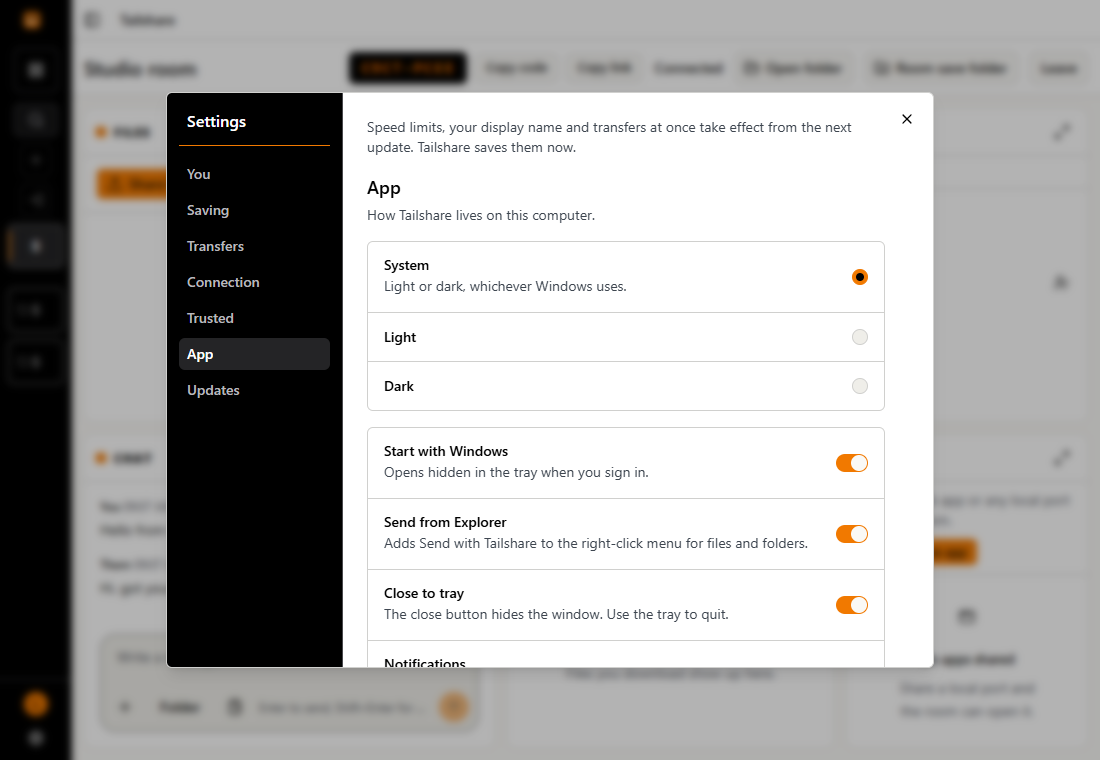 Tailshare
Studio room
Copy code
Copy link
Connected
Open folder
Room save folder
Leave
Settings
You
Saving
Transfers
Connection
Trusted
App
Updates
Speed limits, your display name and transfers at once take effect from the next
update. Tailshare saves them now.
App
How Tailshare lives on this computer.
System
Light or dark, whichever Windows uses.
Light
Dark
Start with Windows
Opens hidden in the tray when you sign in.
Send from Explorer
Adds Send with Tailshare to the right-click menu for files and folders.
Close to tray
The close button hides the window. Use the tray to quit.
Notifications